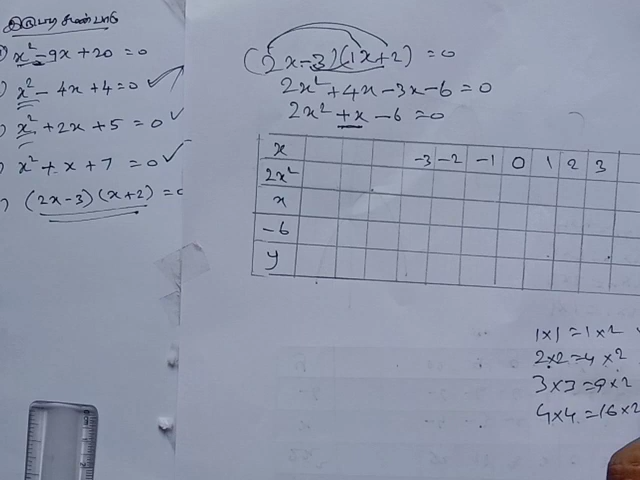 x² - 9x + 20 = 0
x² - 4x + 4 = 0 ✓
x² + 2x + 5 = 0 ✓
x² + x + 7 = 0 ✓
(2x-3)(x+2) = 0
(2x-3)(1x+2) = 0
2x² + 4x - 3x - 6 = 0
2x² + x - 6 = 0
x -3 -2 -1 0 1 2 3
2x²
x
-6
y
1×1 = 1×2
2×2 = 4×2
3×3 = 9×2
4×4 = 16×2